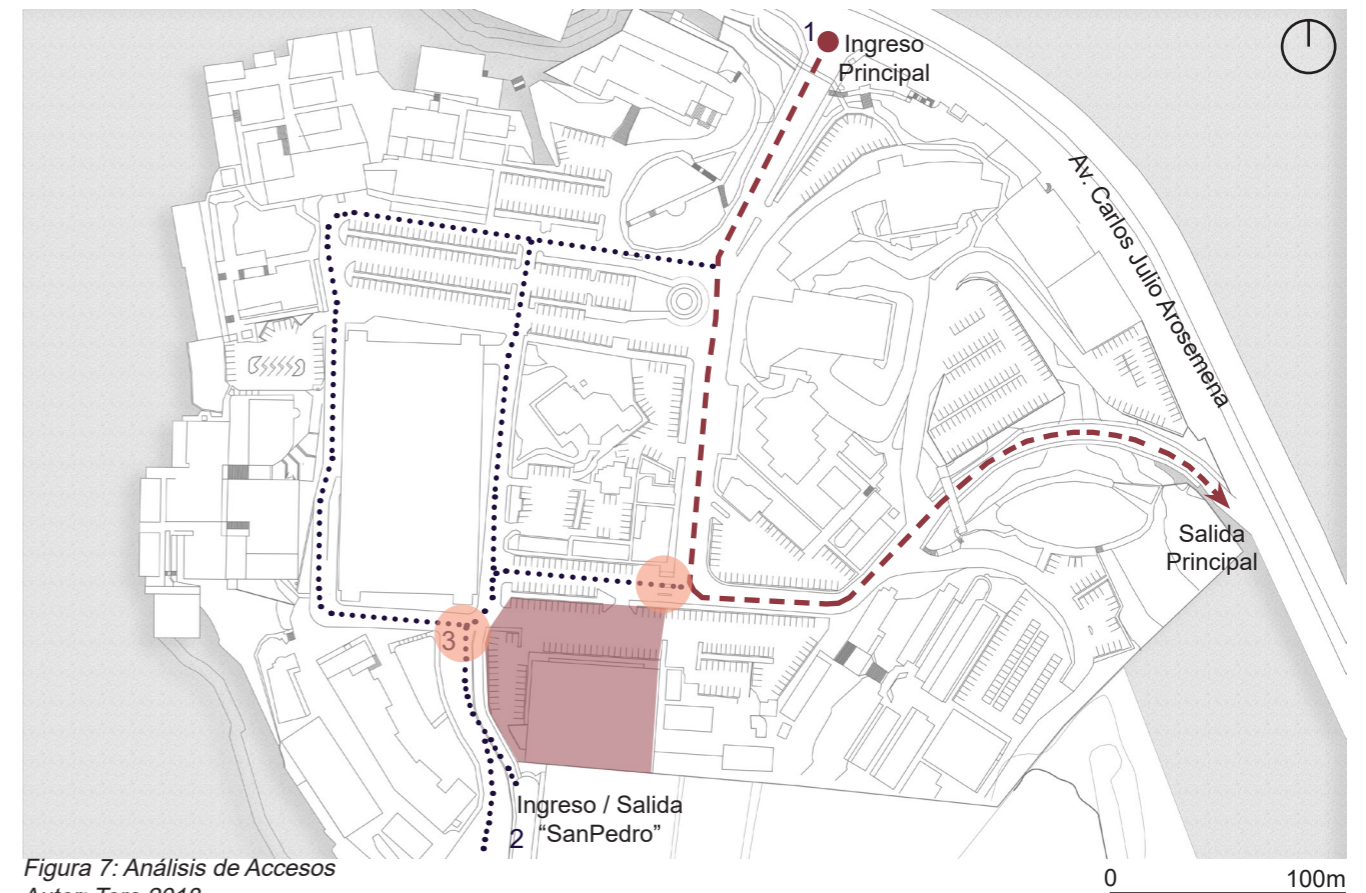 1
Ingreso
Principal
Av. Carlos Julio Arosemena
Salida
Principal
3
Ingreso / Salida
2 “SanPedro”
Figura 7: Análisis de Accesos
0 100m